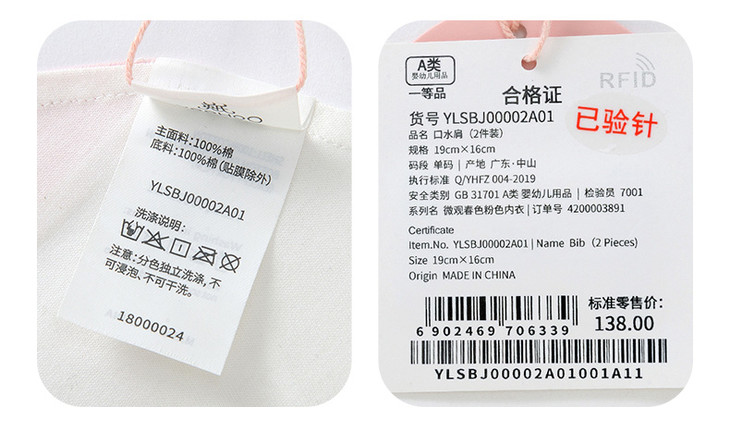 主面料:100%棉
底料:100%棉(贴膜除外)
YLSBJ00002A01
洗涤说明:
注意:分色独立洗涤,不
可浸泡、不可干洗。
18000024
A类
婴幼儿用品
一等品
RFID
合格证
已验针
货号 YLSBJ00002A01
品名 口水肩(2件装)
规格 19cm×16cm
码段 单码 | 产地 广东·中山
执行标准 Q/YHFZ 004-2019
安全类别 GB 31701 A类 婴幼儿用品 | 检验员 7001
系列名 微观春色粉色内衣 | 订单号 4200003891
Certificate
Item.No. YLSBJ00002A01 | Name Bib (2 Pieces)
Size 19cm×16cm
Origin MADE IN CHINA
标准零售价:
138.00
6 902469 706339
YLSBJ00002A01001A11